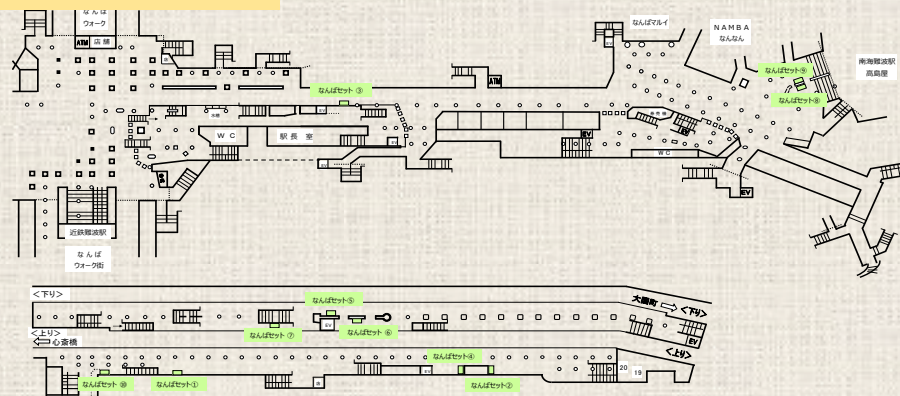 なんば
ウォーク
ATM
店舗
なんばマルイ
NAMBA
なんなん
南海難波駅
高島屋
なんばセット⑨
なんばセット⑧
なんばセット③
ATM
EV
WC
駅長室
EV
EV
WC
EV
近鉄難波駅
なんば
ウォーク街
＜下り＞
なんばセット⑤
大国町
＜下り＞
EV
なんばセット⑦
なんばセット⑥
EV
＜上り＞
心斎橋
＜上り＞
なんばセット④
EV
20
19
なんばセット⑩
なんばセット①
なんばセット②